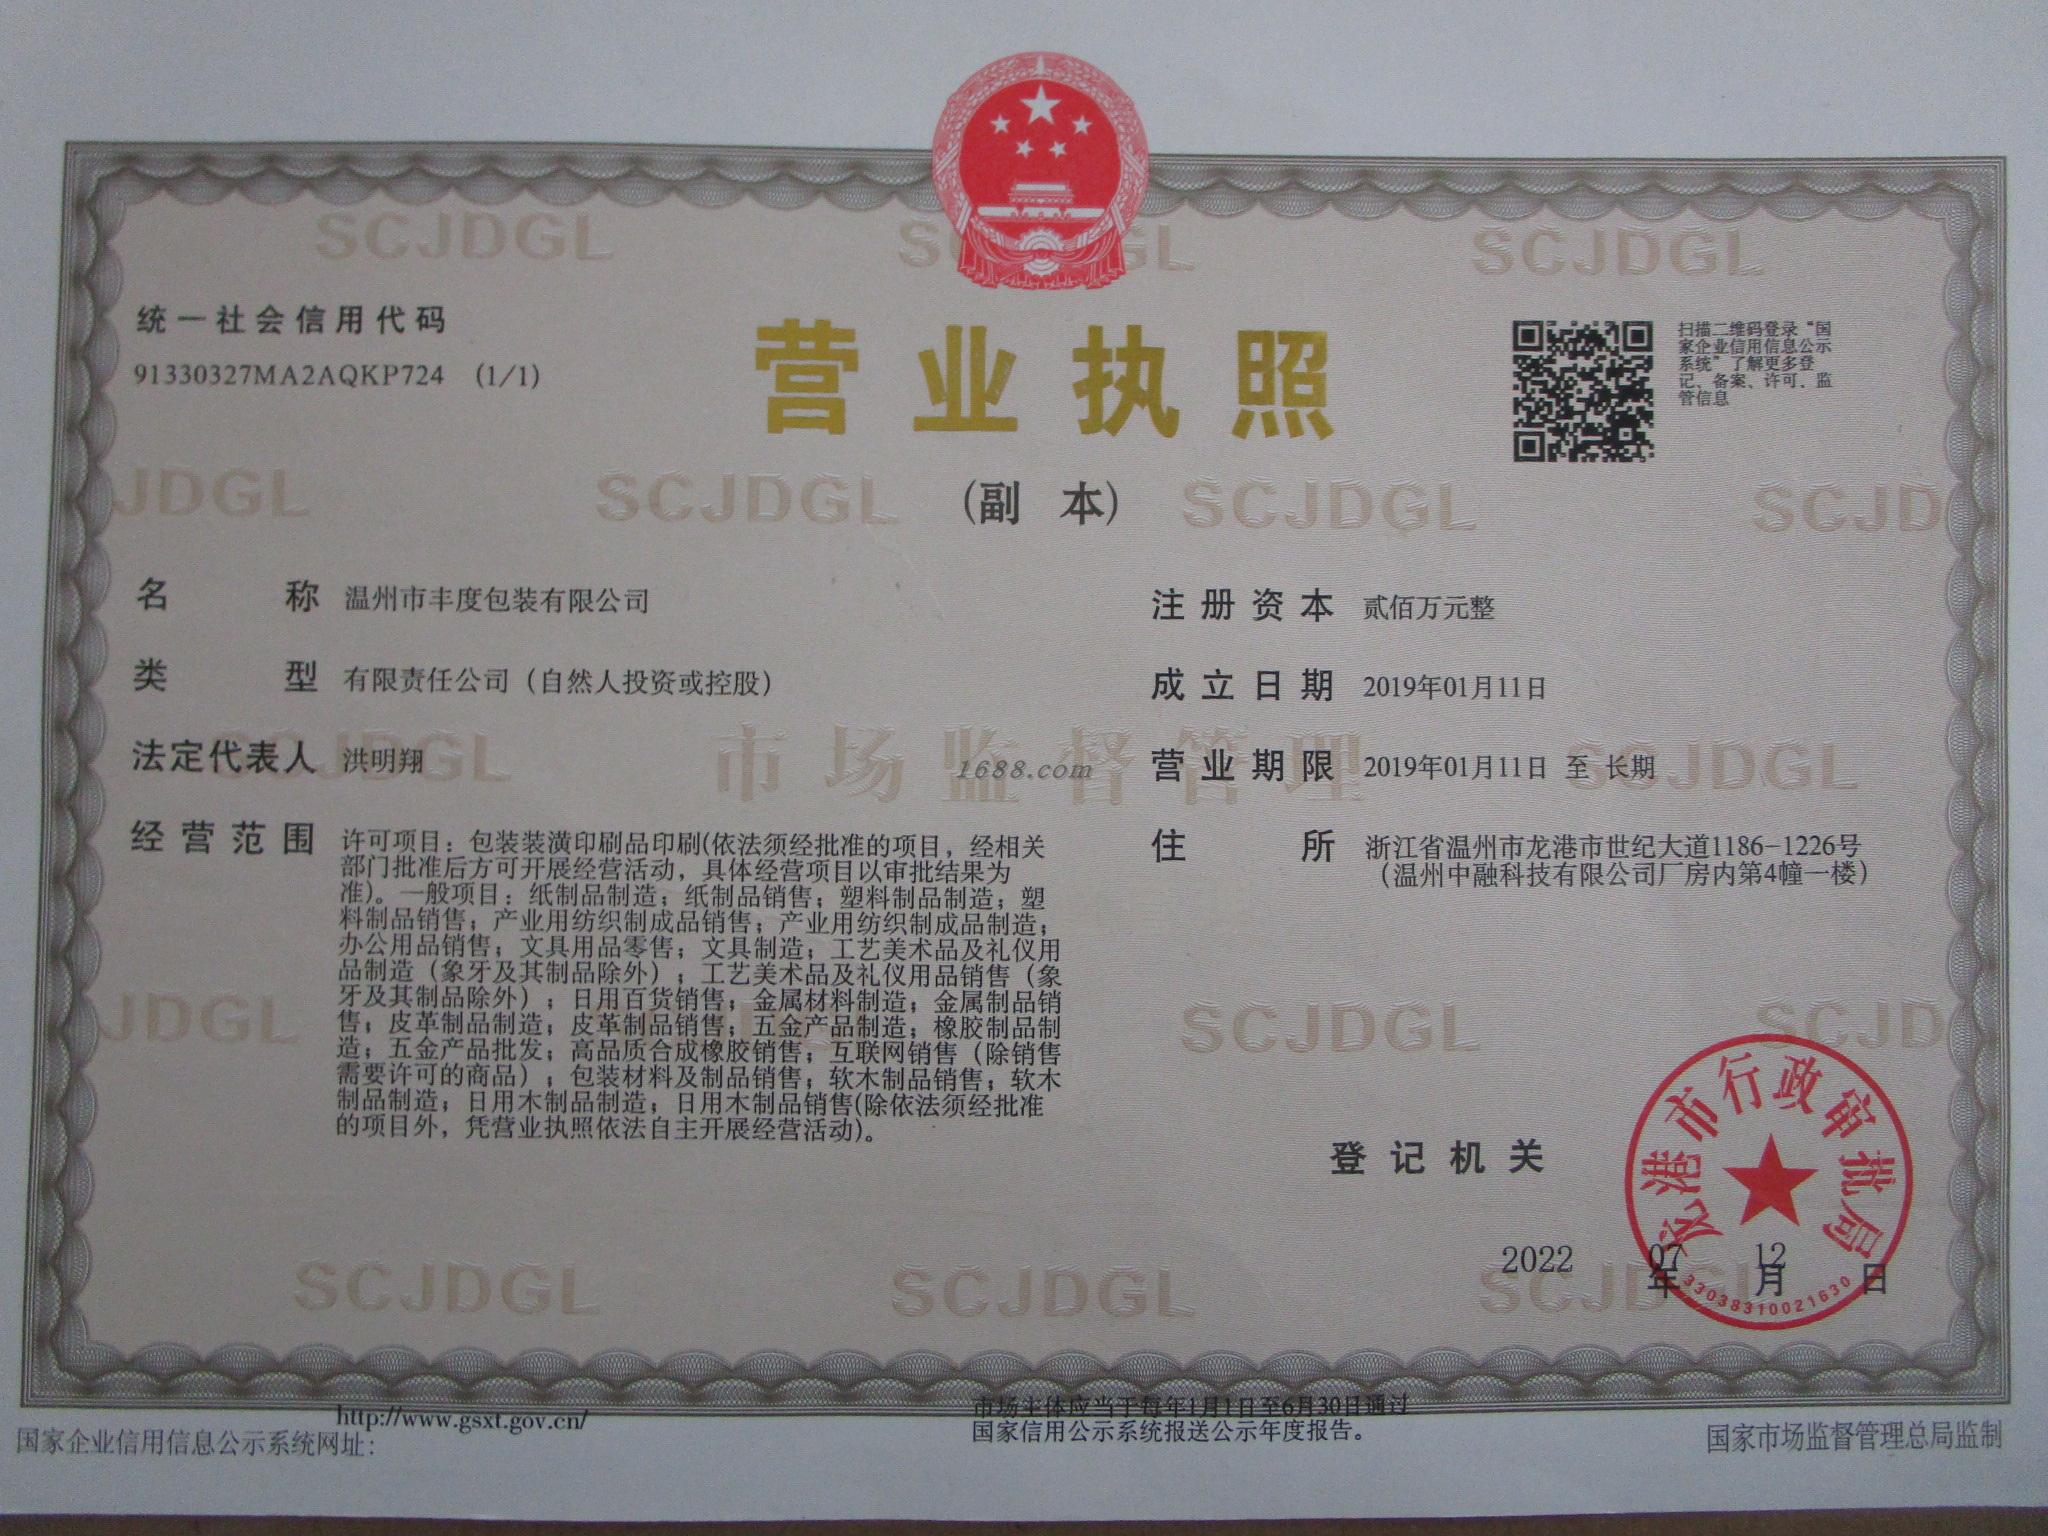 统一社会信用代码
91330327MA2AQKP724 (1/1)
营业执照
(副 本)
扫描二维码登录“国
家企业信用信息公示
系统”了解更多登
记、备案、许可、监
管信息
名 称 温州市丰度包装有限公司
类 型 有限责任公司（自然人投资或控股）
法定代表人 洪明翔
经营范围 许可项目：包装装潢印刷品印刷(依法须经批准的项目，经相关
部门批准后方可开展经营活动，具体经营项目以审批结果为
准)。一般项目：纸制品制造；纸制品销售；塑料制品制造；塑
料制品销售；产业用纺织制成品销售；产业用纺织制成品制造；
办公用品销售；文具用品零售；文具制造；工艺美术品及礼仪用
品制造（象牙及其制品除外）；工艺美术品及礼仪用品销售（象
牙及其制品除外）；日用百货销售；金属材料制造；金属制品销
售；皮革制品制造；皮革制品销售；五金产品制造；橡胶制品制
造；五金产品批发；高品质合成橡胶销售；互联网销售（除销售
需要许可的商品）；包装材料及制品销售；软木制品销售；软木
制品制造；日用木制品制造；日用木制品销售(除依法须经批准
的项目外，凭营业执照依法自主开展经营活动)。
注册资本 贰佰万元整
成立日期 2019年01月11日
营业期限 2019年01月11日 至 长期
住 所 浙江省温州市龙港市世纪大道1186-1226号
（温州中融科技有限公司厂房内第4幢一楼）
登记机关
龙港市行政审批局
33038310021630
2022 年 07 月 12 日
SCJDGL
市场监督管理
1688.com
国家企业信用信息公示系统网址：
http://www.gsxt.gov.cn/
市场主体应当于每年1月1日至6月30日通过
国家信用公示系统报送公示年度报告。
国家市场监督管理总局监制